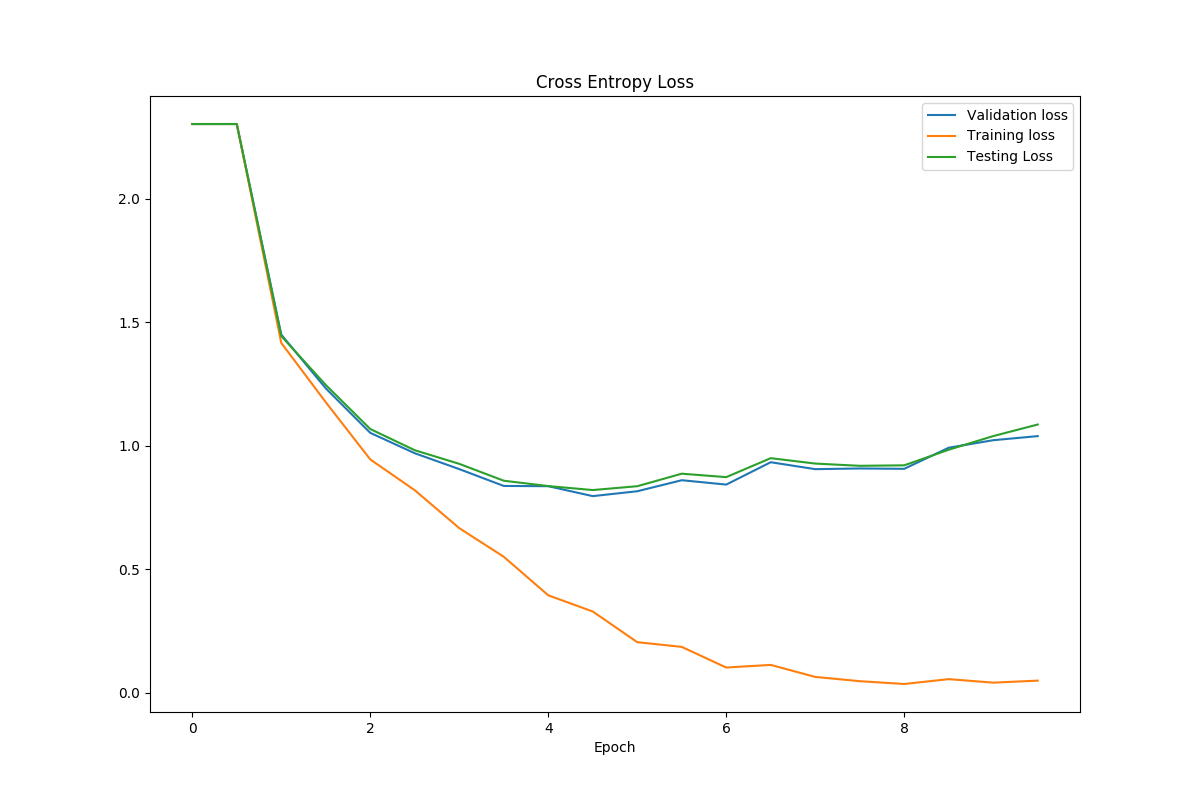 Cross Entropy Loss
Validation loss
Training loss
Testing Loss
2.0
1.5
1.0
0.5
0.0
0 2 4 6 8
Epoch